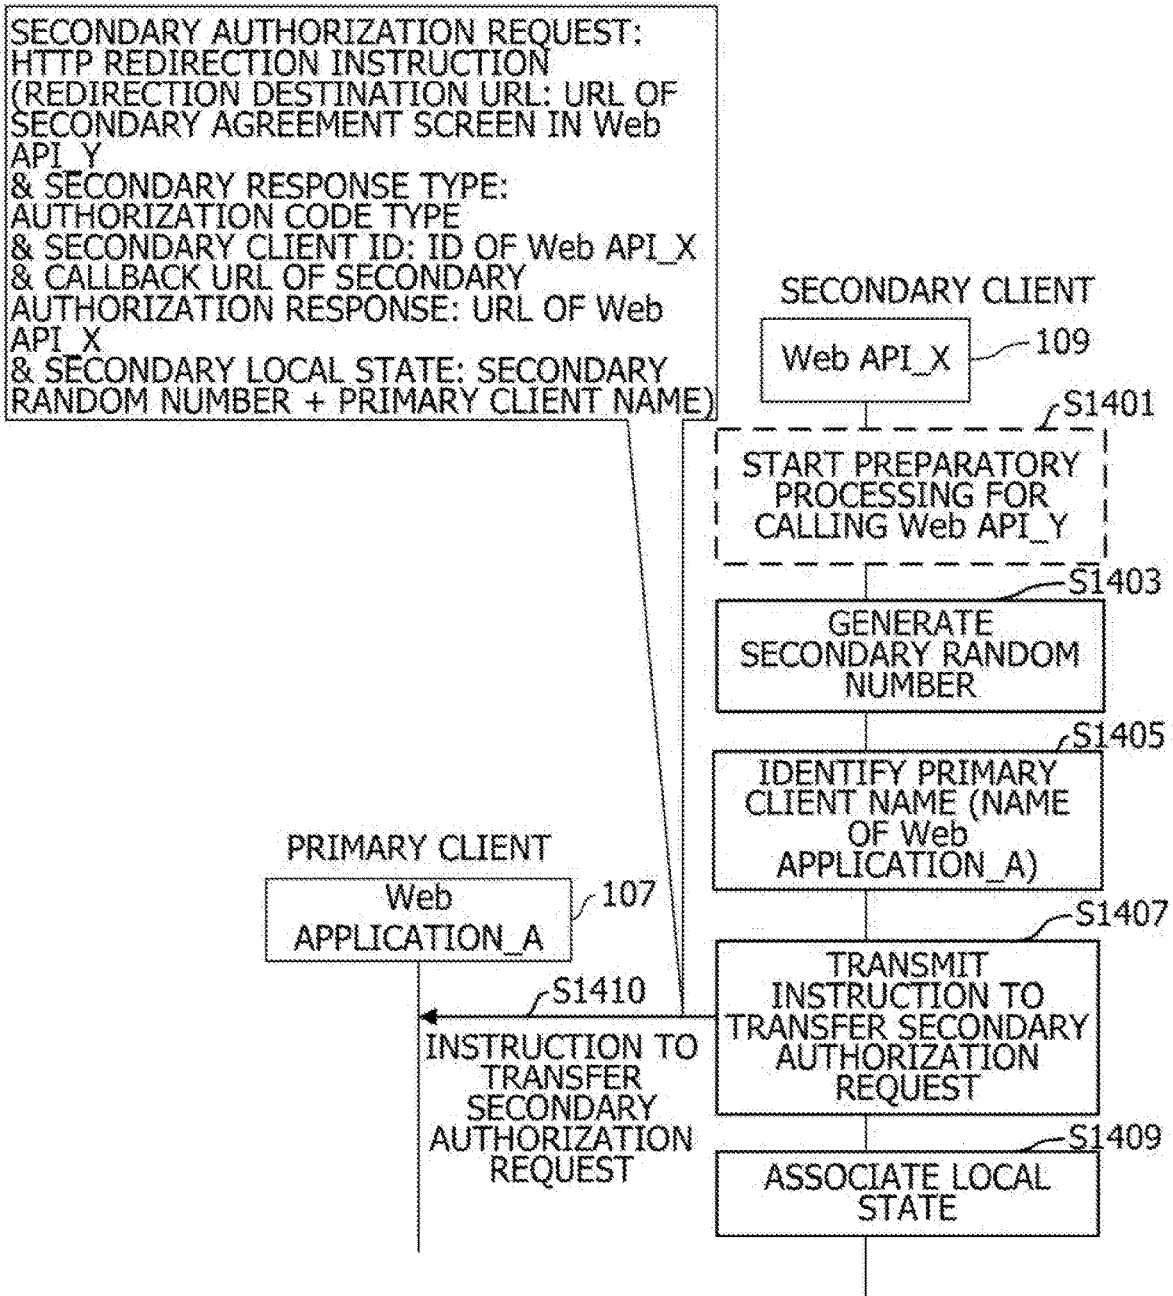 SECONDARY AUTHORIZATION REQUEST:
HTTP REDIRECTION INSTRUCTION
(REDIRECTION DESTINATION URL: URL OF
SECONDARY AGREEMENT SCREEN IN Web
API_Y
& SECONDARY RESPONSE TYPE:
AUTHORIZATION CODE TYPE
& SECONDARY CLIENT ID: ID OF Web API_X
& CALLBACK URL OF SECONDARY
AUTHORIZATION RESPONSE: URL OF Web
API_X
& SECONDARY LOCAL STATE: SECONDARY
RANDOM NUMBER + PRIMARY CLIENT NAME)
SECONDARY CLIENT
Web API_X
109
S1401
START PREPARATORY
PROCESSING FOR
CALLING Web API_Y
S1403
GENERATE
SECONDARY RANDOM
NUMBER
S1405
IDENTIFY PRIMARY
CLIENT NAME (NAME
OF Web
APPLICATION_A)
PRIMARY CLIENT
Web
APPLICATION_A
107
S1407
TRANSMIT
INSTRUCTION TO
TRANSFER SECONDARY
AUTHORIZATION
REQUEST
S1410
INSTRUCTION TO
TRANSFER
SECONDARY
AUTHORIZATION
REQUEST
S1409
ASSOCIATE LOCAL
STATE